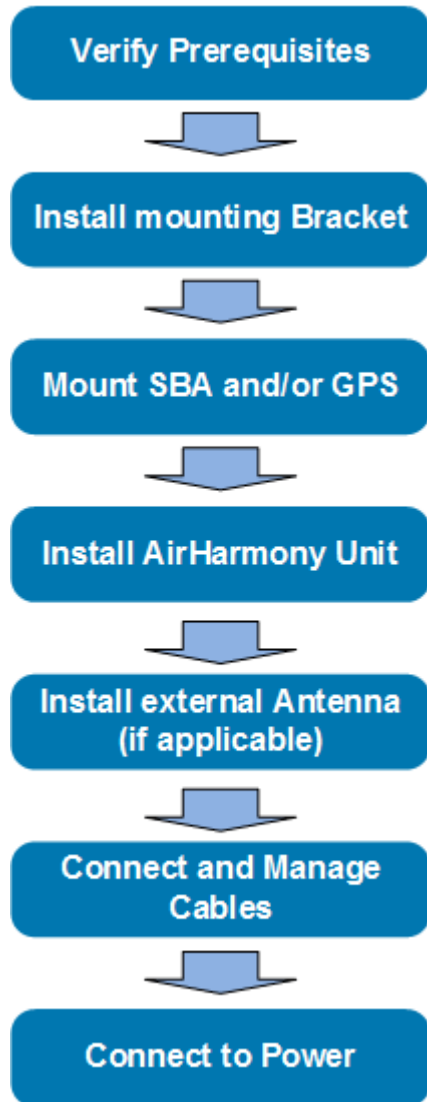 Verify Prerequisites
Install mounting Bracket
Mount SBA and/or GPS
Install AirHarmony Unit
Install external Antenna
(if applicable)
Connect and Manage
Cables
Connect to Power